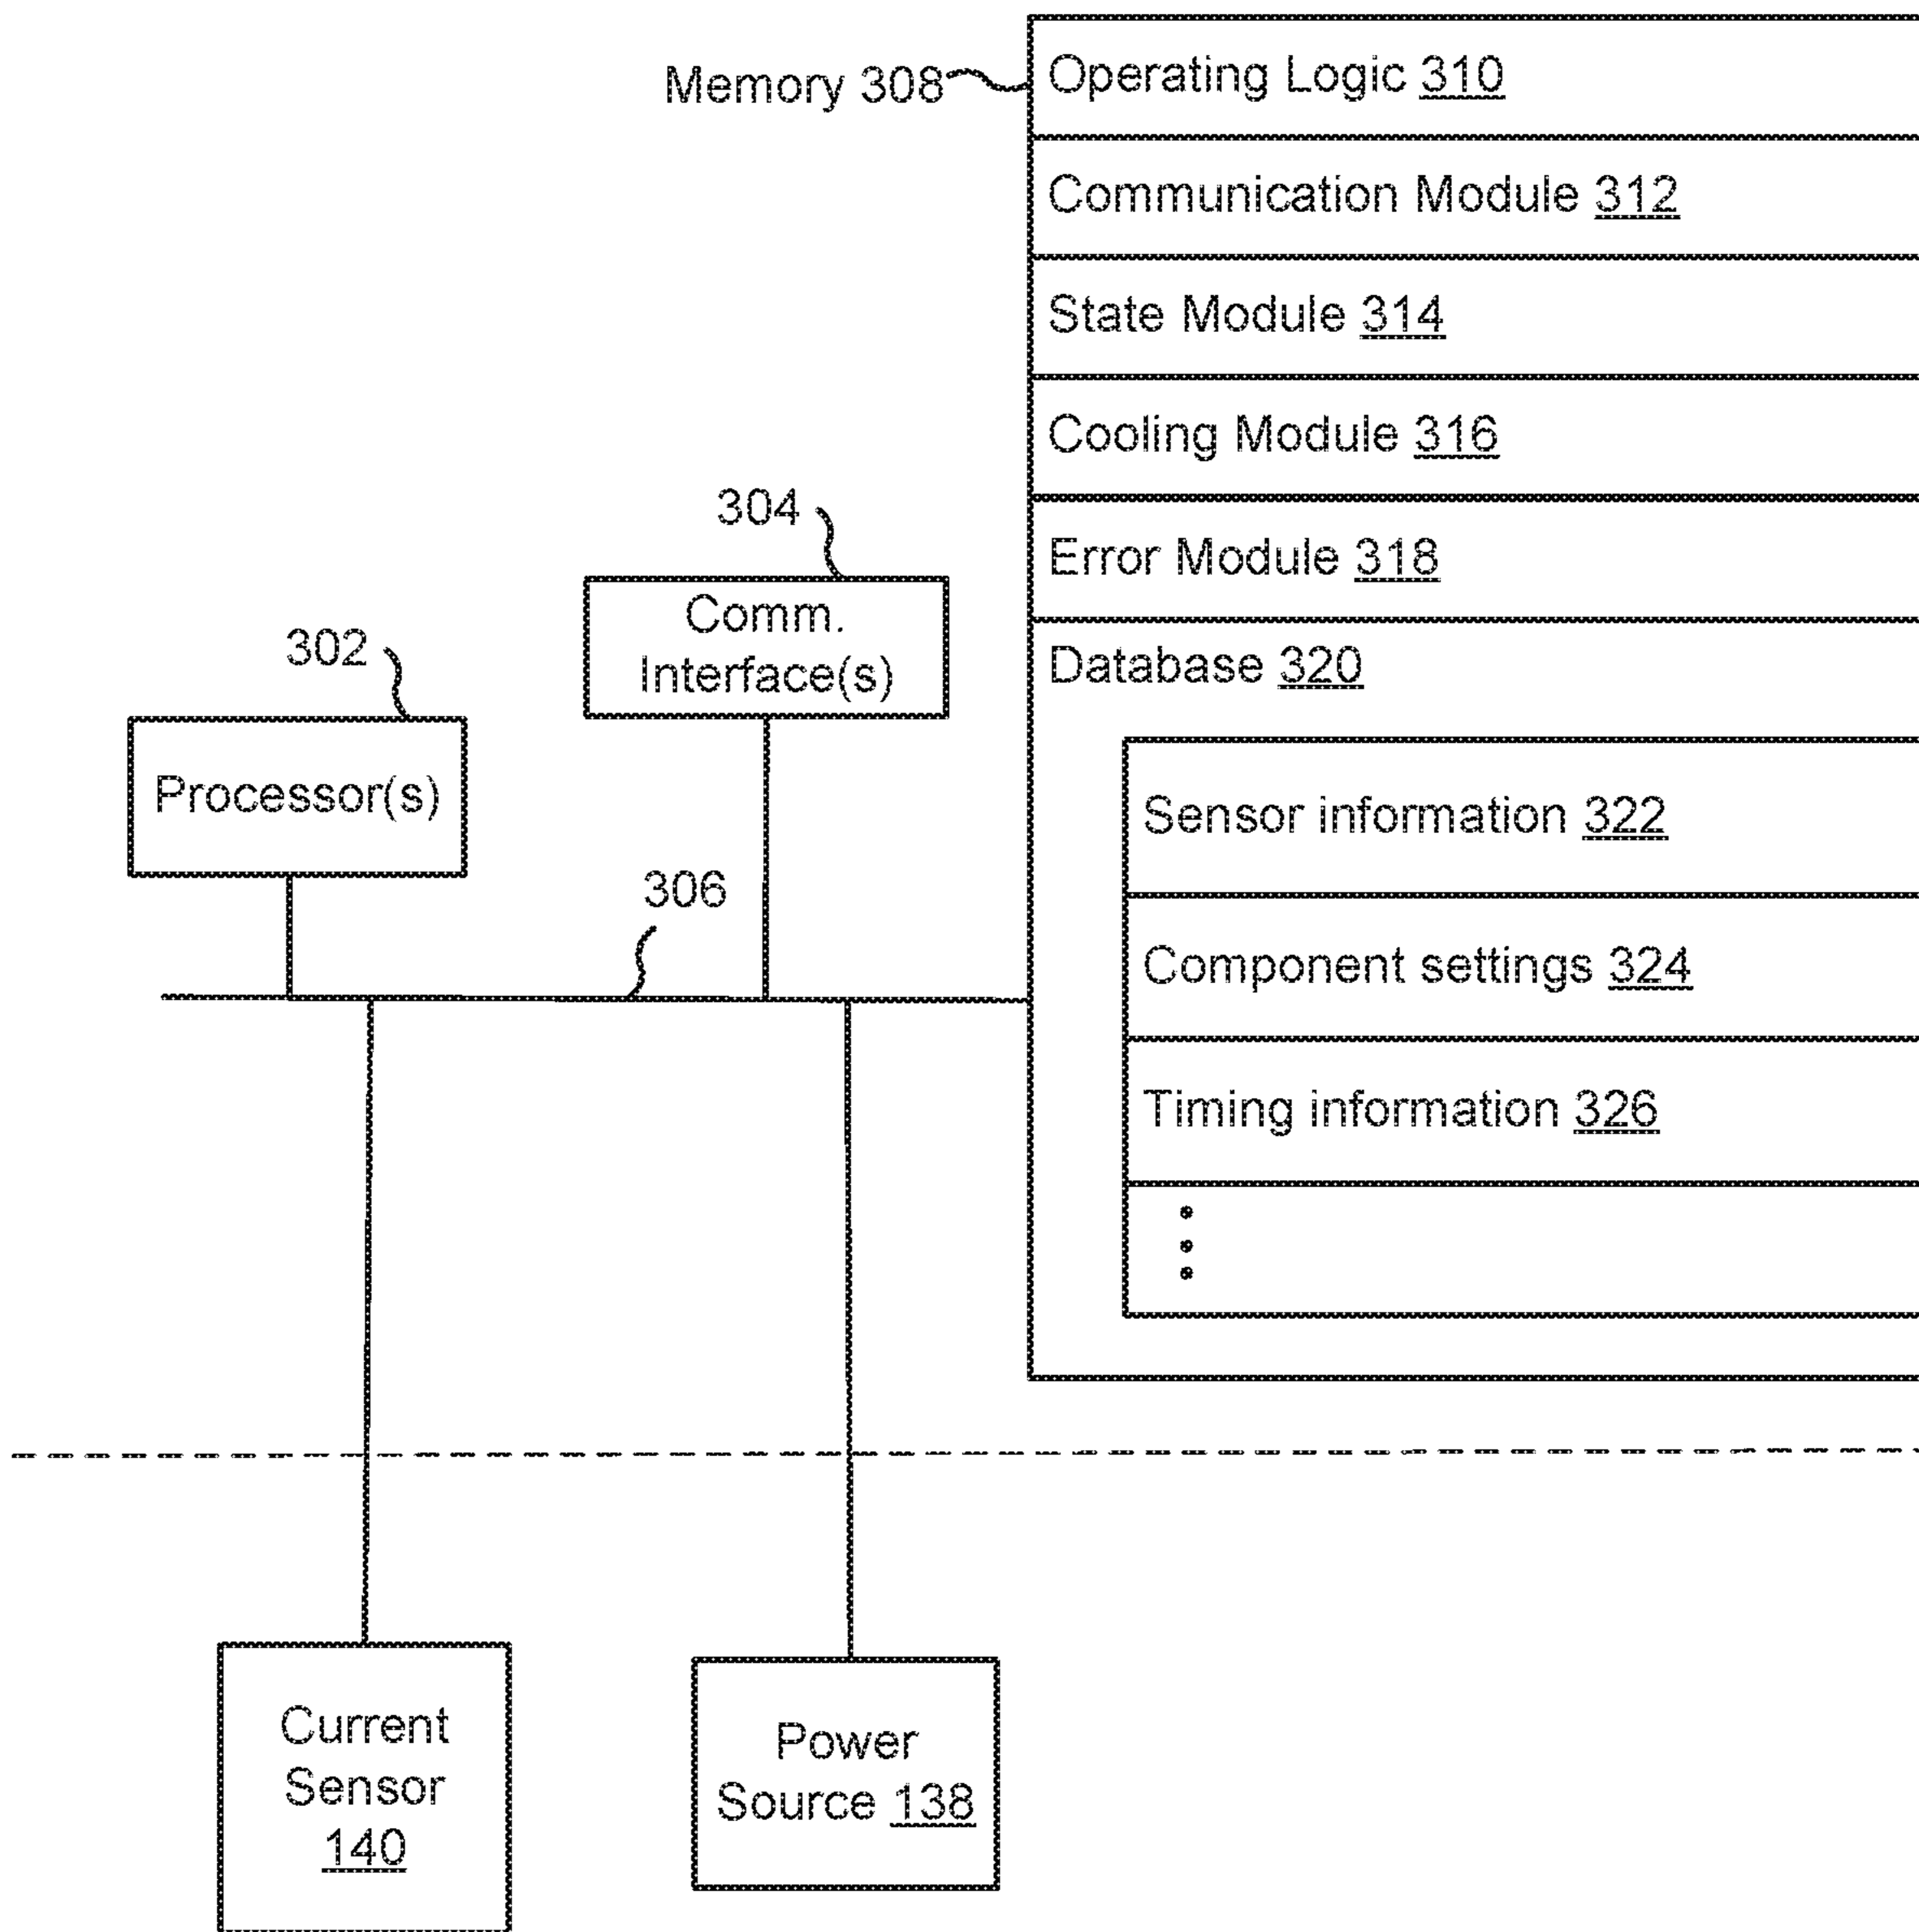 Memory 308
Operating Logic 310
Communication Module 312
State Module 314
Cooling Module 316
Error Module 318
Database 320
Sensor information 322
Component settings 324
Timing information 326
304
Comm.
Interface(s)
302
Processor(s)
306
Current
Sensor
140
Power
Source 138